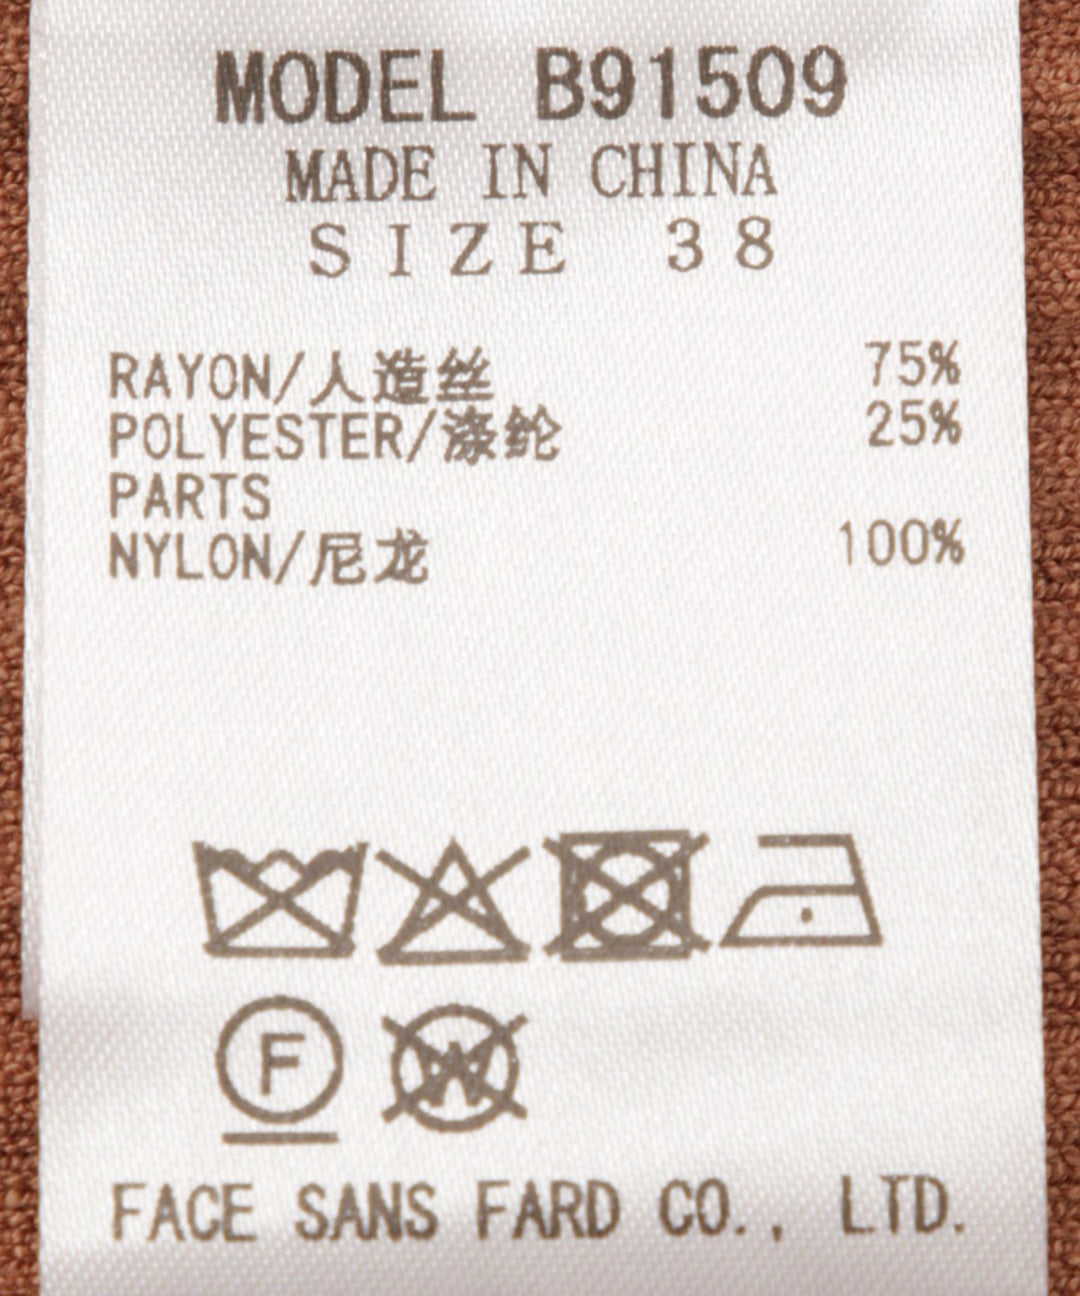 MODEL B91509
MADE IN CHINA
SIZE 38
RAYON/人造丝 75%
POLYESTER/涤纶 25%
PARTS
NYLON/尼龙 100%
F W
FACE SANS FARD CO., LTD.